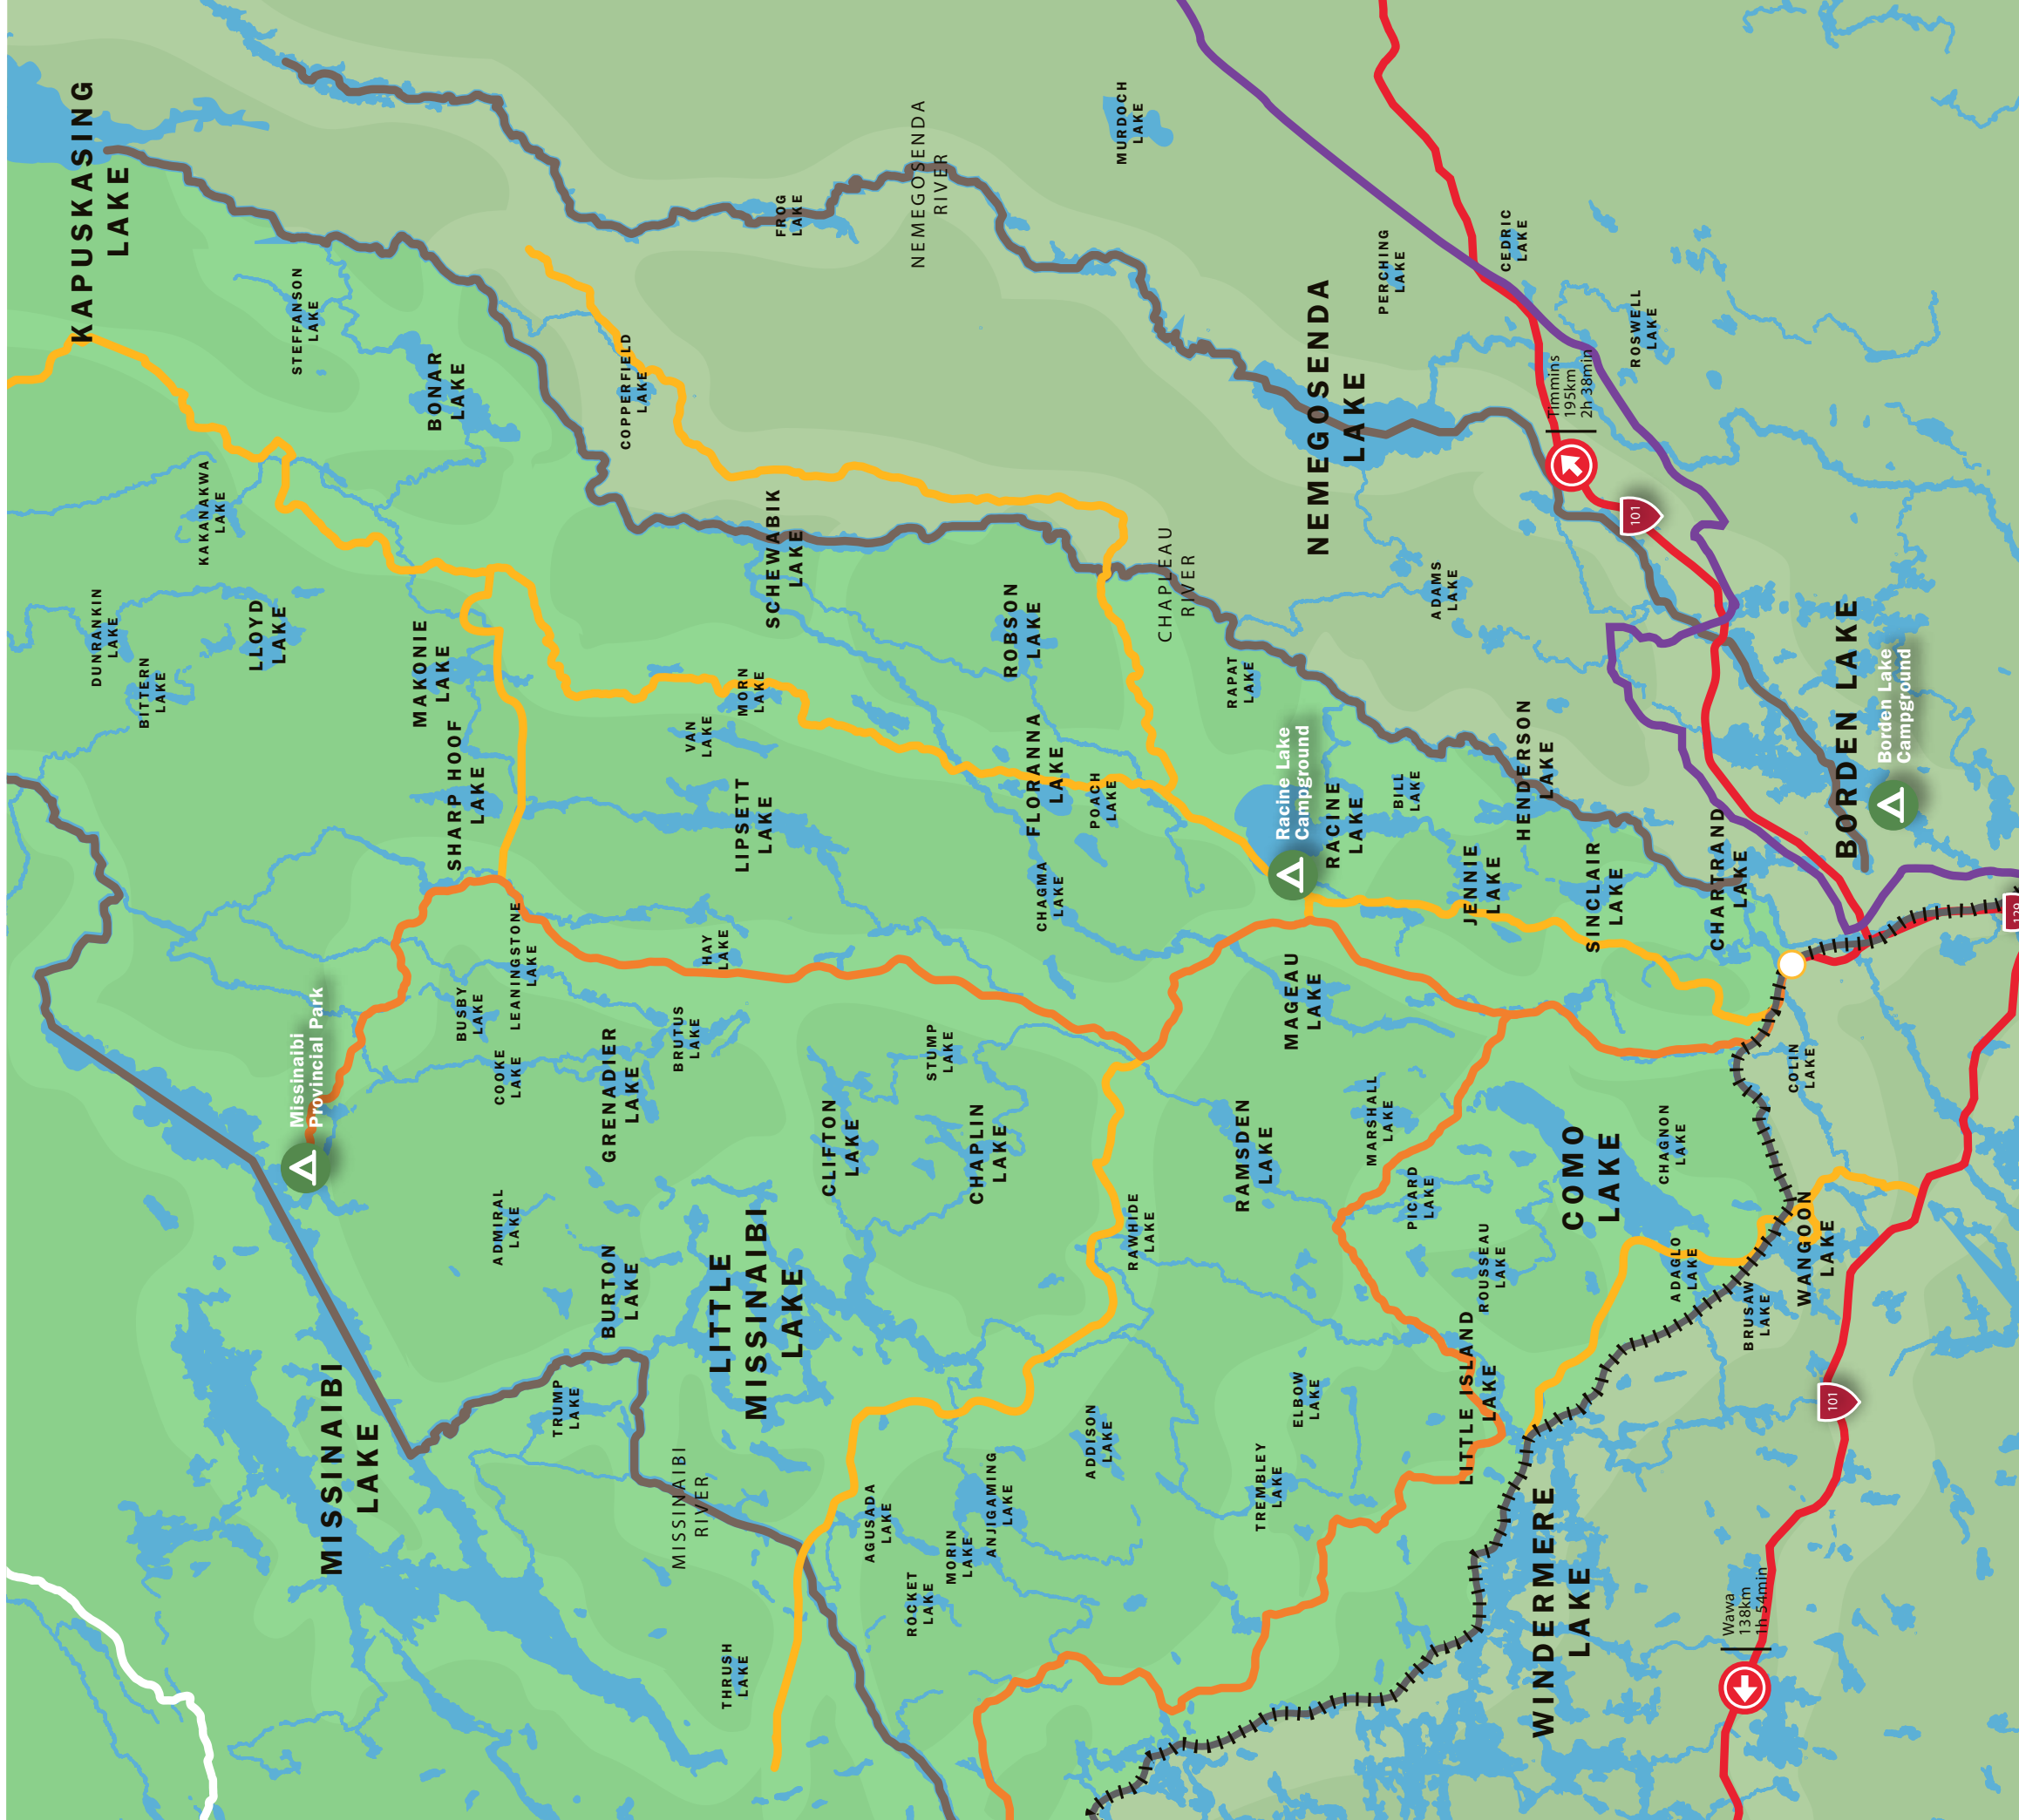 KAPUSKASING
LAKE
STEFFANSON
LAKE
BONAR
LAKE
KAKANAKWA
LAKE
DUNRANKIN
LAKE
BITTERN
LAKE
LLOYD
LAKE
MAKONIE
LAKE
SHARP HOOF
LAKE
COPPERFIELD
LAKE
FROG
LAKE
NEMEGOSENDA
RIVER
MURDOCH
LAKE
SCHEWABIK
LAKE
MORN
LAKE
VAN
LAKE
LIPSETT
LAKE
ROBSON
LAKE
FLORANNA
LAKE
POACH
LAKE
CHAGMA
LAKE
CHAPLEAU
RIVER
RAPAT
LAKE
NEMEGOSENDA
LAKE
PERCHING
LAKE
CEDRIC
LAKE
ROSWELL
LAKE
Timmins
195km
2h 38min
101
ADAMS
LAKE
Racine Lake
Campground
RACINE
LAKE
BILL
LAKE
HENDERSON
LAKE
JENNIE
LAKE
SINCLAIR
LAKE
CHARTRAND
LAKE
BORDEN LAKE
Borden Lake
Campground
129
Missinaibi
Provincial Park
LEANINGSTONE
LAKE
BUSBY
LAKE
COOKE
LAKE
HAY
LAKE
BRUTUS
LAKE
GRENADIER
LAKE
ADMIRAL
LAKE
BURTON
LAKE
LITTLE
MISSINAIBI
LAKE
CLIFTON
LAKE
STUMP
LAKE
CHAPLIN
LAKE
MAGEAU
LAKE
RAMSDEN
LAKE
RAWHIDE
LAKE
MARSHALL
LAKE
PICARD
LAKE
ROUSSEAU
LAKE
COMO
LAKE
CHAGNON
LAKE
COLIN
LAKE
ADAGLO
LAKE
BRUSAW
LAKE
WANGOON
LAKE
101
MISSINAIBI
LAKE
TRUMP
LAKE
MISSINAIBI
RIVER
THRUSH
LAKE
AGUSADA
LAKE
ROCKET
LAKE
MORIN
LAKE
ANJIGAMING
LAKE
ADDISON
LAKE
TREMBLEY
LAKE
ELBOW
LAKE
LITTLE ISLAND
LAKE
WINDERMERE
LAKE
Wawa
138km
1h 54min